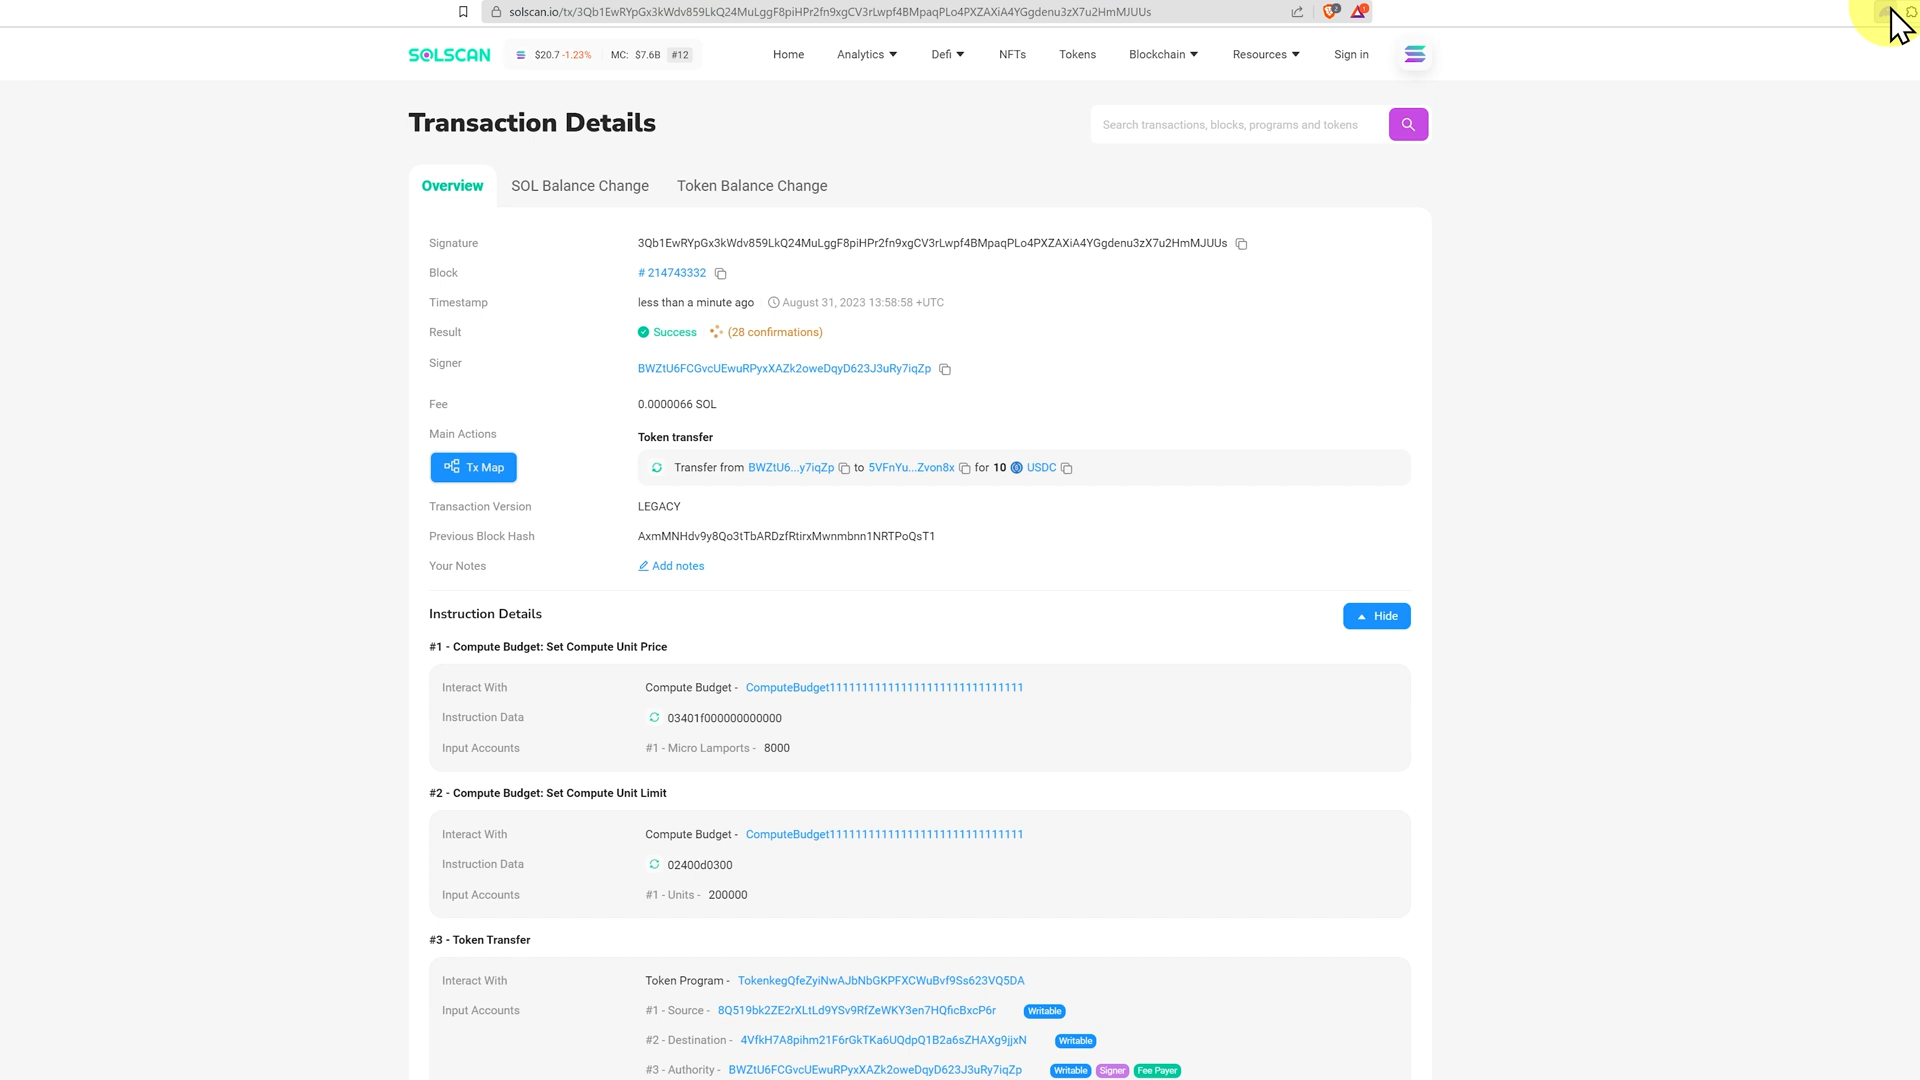 solscan.io/tx/3Qb1EwRYpGx3kWdv859LkQ24MuLggF8piHPr2fn9xgCV3rLwpf4BMpaqPLo4PXZAXiA4YGgdenu3zX7u2HmMJUUs
2
1
SOLSCAN
$20.7 -1.23% MC: $7.6B #12
Home Analytics Defi NFTs Tokens Blockchain Resources Sign in
Transaction Details
Search transactions, blocks, programs and tokens
Overview SOL Balance Change Token Balance Change
Signature 3Qb1EwRYpGx3kWdv859LkQ24MuLggF8piHPr2fn9xgCV3rLwpf4BMpaqPLo4PXZAXiA4YGgdenu3zX7u2HmMJUUs
Block # 214743332
Timestamp less than a minute ago August 31, 2023 13:58:58 +UTC
Result Success (28 confirmations)
Signer BWZtU6FCGvcUEwuRPyxXAZk2oweDqyD623J3uRy7iqZp
Fee 0.0000066 SOL
Main Actions Token transfer
Tx Map Transfer from BWZtU6...y7iqZp to 5VFnYu...Zvon8x for 10 USDC
Transaction Version LEGACY
Previous Block Hash AxmMNHdv9y8Qo3tTbARDzfRtirxMwnmbnn1NRTPoQsT1
Your Notes Add notes
Instruction Details Hide
#1 - Compute Budget: Set Compute Unit Price
Interact With Compute Budget - ComputeBudget111111111111111111111111111111
Instruction Data 03401f000000000000
Input Accounts #1 - Micro Lamports - 8000
#2 - Compute Budget: Set Compute Unit Limit
Interact With Compute Budget - ComputeBudget111111111111111111111111111111
Instruction Data 02400d0300
Input Accounts #1 - Units - 200000
#3 - Token Transfer
Interact With Token Program - TokenkegQfeZyiNwAJbNbGKPFXCWuBvf9Ss623VQ5DA
Input Accounts #1 - Source - 8Q519bk2ZE2rXLtLd9YSv9RfZeWKY3en7HQficBxcP6r Writable
#2 - Destination - 4VfkH7A8pihm21F6rGkTKa6UQdpQ1B2a6sZHAXg9jjxN Writable
#3 - Authority - BWZtU6FCGvcUEwuRPyxXAZk2oweDqyD623J3uRy7iqZp Writable Signer Fee Payer